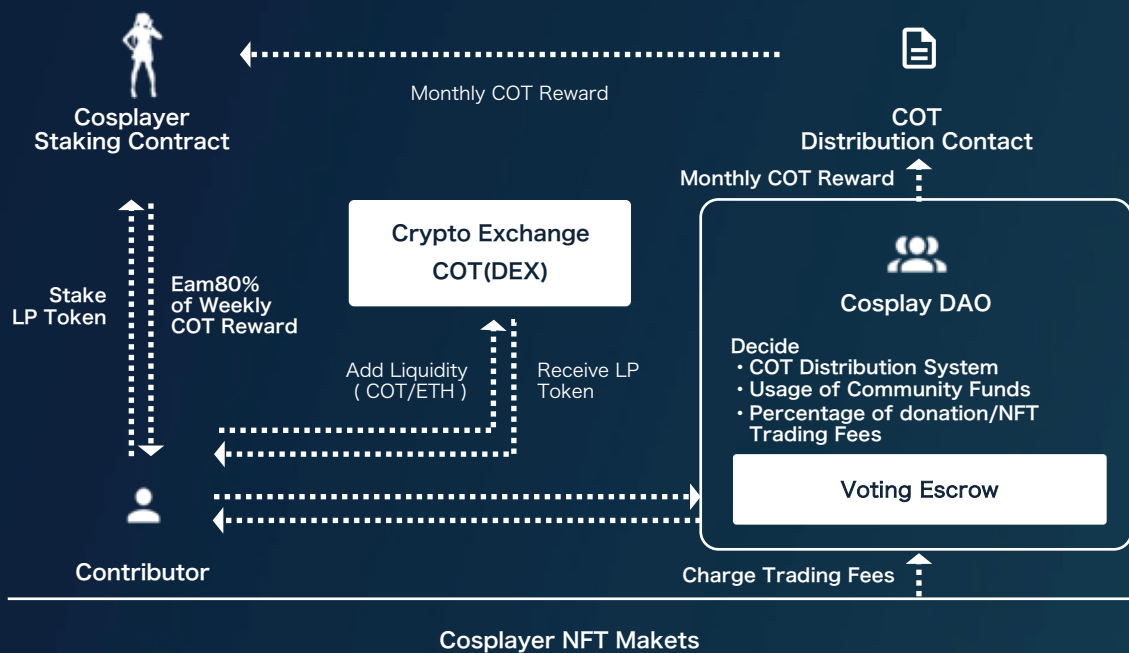 Cosplayer
Staking Contract
Monthly COT Reward
COT
Distribution Contact
Monthly COT Reward
Crypto Exchange
COT(DEX)
Stake
LP Token
Eam80%
of Weekly
COT Reward
Add Liquidity
( COT/ETH )
Receive LP
Token
Cosplay DAO
Decide
・COT Distribution System
・Usage of Community Funds
・Percentage of donation/NFT
Trading Fees
Voting Escrow
Contributor
Charge Trading Fees
Cosplayer NFT Makets